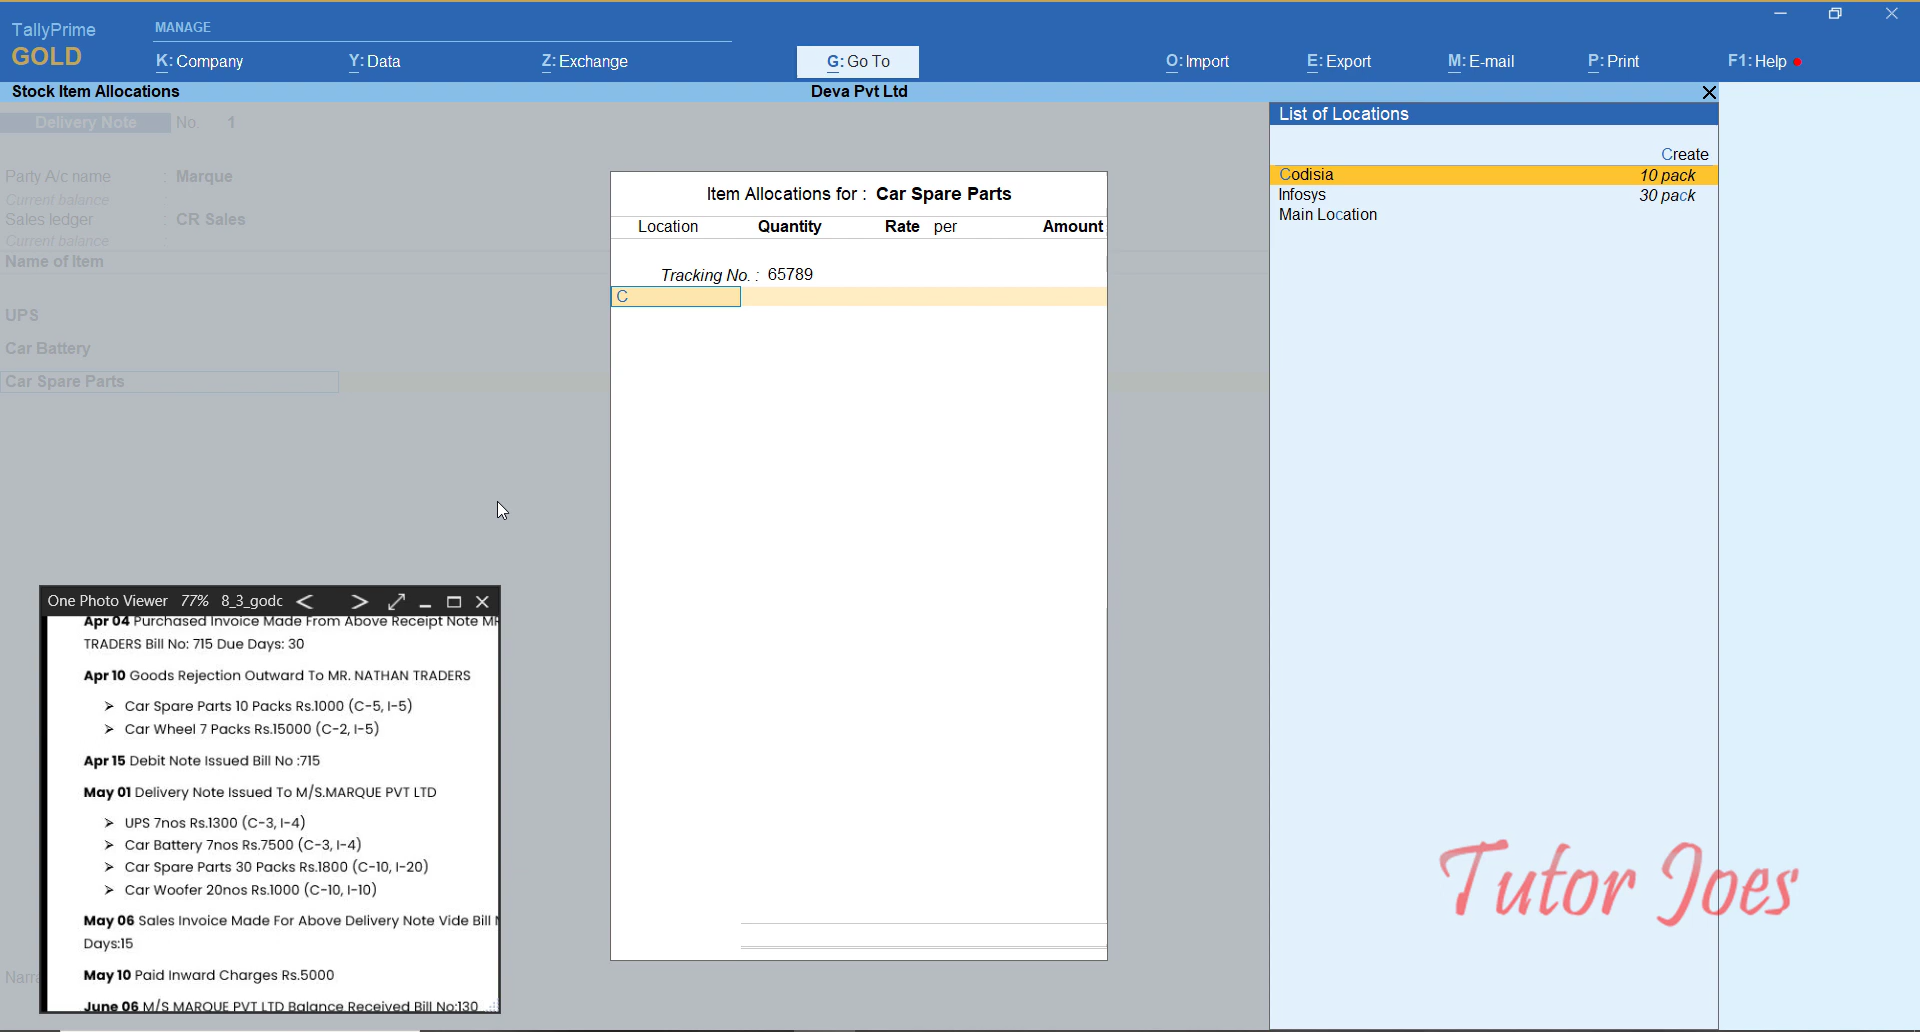 TallyPrime
GOLD
MANAGE
K: Company
Y: Data
Z: Exchange
G: Go To
O: Import
E: Export
M: E-mail
P: Print
F1: Help
Stock Item Allocations
Deva Pvt Ltd
Delivery Note No. 1
Party A/c name : Marque
Current balance
Sales ledger : CR Sales
Current balance
Name of Item
UPS
Car Battery
Car Spare Parts
Item Allocations for : Car Spare Parts
Location Quantity Rate per Amount
Tracking No. : 65789
C
List of Locations
Create
Codisia 10 pack
Infosys 30 pack
Main Location
One Photo Viewer 77% 8_3_godc
Apr 04 Purchased Invoice Made From Above Receipt Note
TRADERS Bill No: 715 Due Days: 30
Apr 10 Goods Rejection Outward To MR. NATHAN TRADERS
➢ Car Spare Parts 10 Packs Rs.1000 (C-5, I-5)
➢ Car Wheel 7 Packs Rs.15000 (C-2, I-5)
Apr 15 Debit Note Issued Bill No :715
May 01 Delivery Note Issued To M/S.MARQUE PVT LTD
➢ UPS 7nos Rs.1300 (C-3, I-4)
➢ Car Battery 7nos Rs.7500 (C-3, I-4)
➢ Car Spare Parts 30 Packs Rs.1800 (C-10, I-20)
➢ Car Woofer 20nos Rs.1000 (C-10, I-10)
May 06 Sales Invoice Made For Above Delivery Note Vide Bill
Days:15
May 10 Paid Inward Charges Rs.5000
June 06 M/S MARQUE PVT LTD Balance Received Bill No:130
Tutor Joes